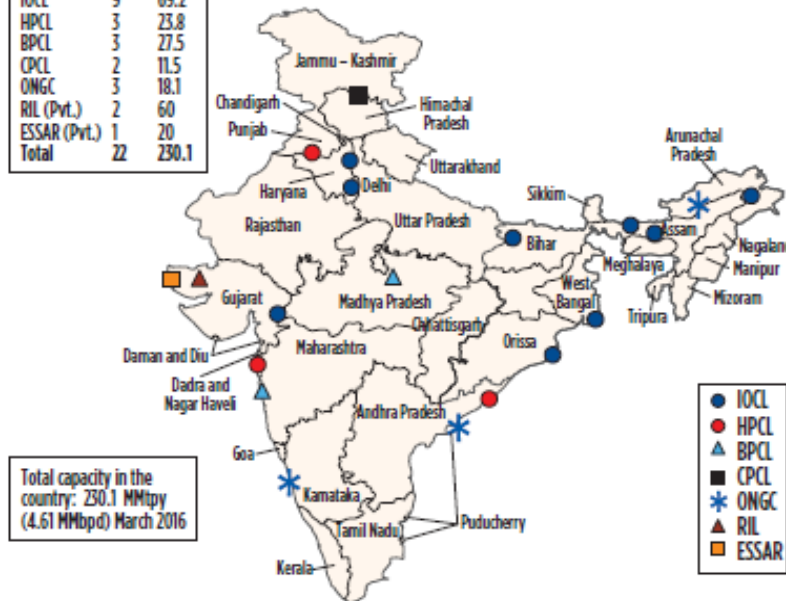 HPCL 3 23.8
BPCL 3 27.5
CPCL 2 11.5
ONGC 3 18.1
RIL (Pvt.) 2 60
ESSAR (Pvt.) 1 20
Total 22 230.1
Jammu – Kashmir
Chandigarh
Himachal
Pradesh
Punjab
Uttarakhand
Haryana
Delhi
Arunachal
Pradesh
Sikkim
Rajasthan
Uttar Pradesh
Assam
Bihar
Nagalan
Meghalaya
Manipur
Gujarat
Madhya Pradesh
West
Bangal
Mizoram
Tripura
Chhattisgarh
Orissa
Daman and Diu
Maharashtra
Dadra and
Nagar Haveli
Andhra Pradesh
Goa
Karnataka
Puducherry
Tamil Nadu
Kerala
Total capacity in the
country: 230.1 MMtpy
(4.61 MMbpd) March 2016
IOCL
HPCL
BPCL
CPCL
ONGC
RIL
ESSAR